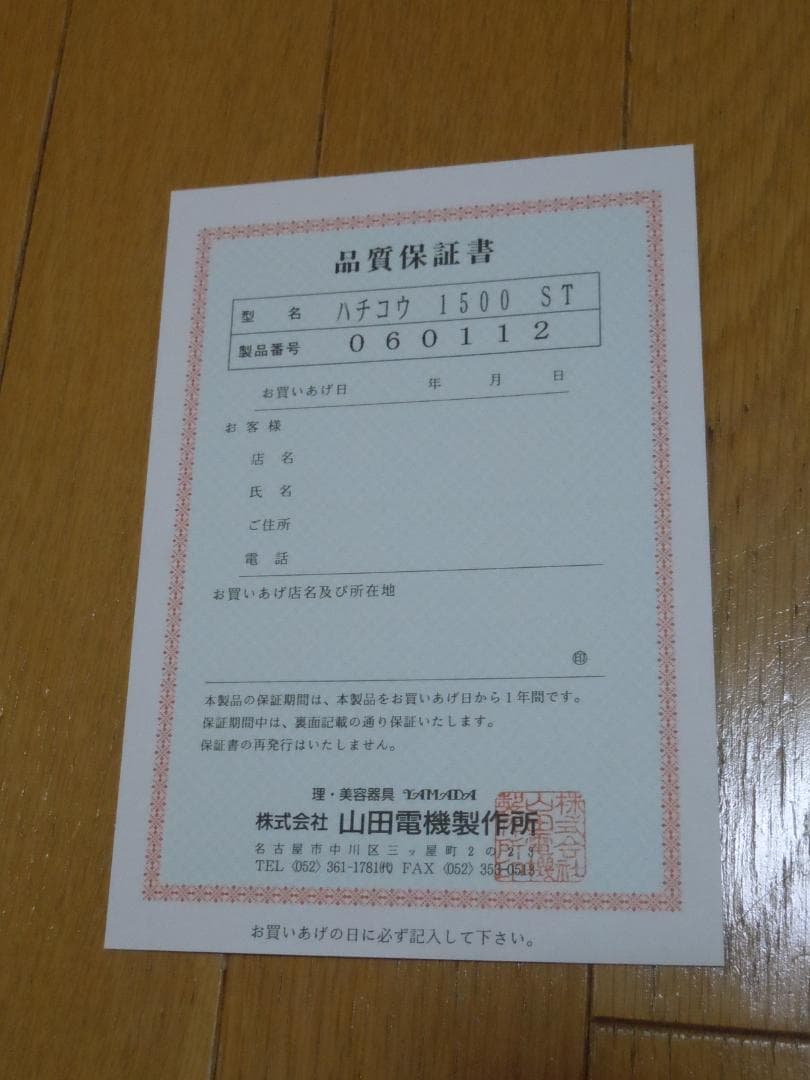 品質保証書
型名 ハチコウ 1500 ST
製品番号 060112
お買いあげ日 年 月 日
お客様
店名
氏名
ご住所
電話
お買いあげ店名及び所在地
印
本製品の保証期間は、本製品をお買いあげ日から1年間です。
保証期間中は、裏面記載の通り保証いたします。
保証書の再発行はいたしません。
理・美容器具 YAMADA
株式会社 山田電機製作所
名古屋市中川区三ッ屋町2の29
TEL〈052〉361-1781㈹ FAX〈052〉353-0513
お買いあげの日に必ず記入して下さい。